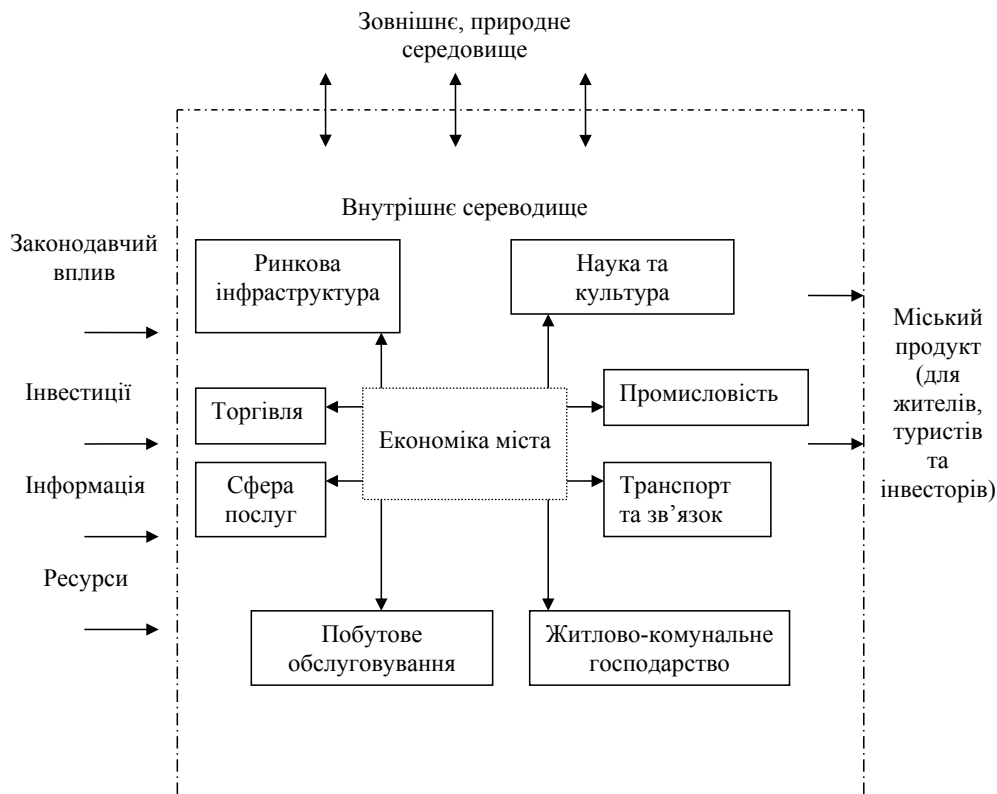 Зовнішнє, природне
середовище
Внутрішнє sереводище
Законодавчий
вплив
Ринкова
інфраструктура
Наука та
культура
Міський
продукт
(для
жителів,
туристів
та
інвесторів)
Інвестиції
Торгівля
Економіка міста
Промисловість
Інформація
Сфера
послуг
Транспорт
та зв’язок
Ресурси
Побутове
обслуговування
Житлово-комунальне
господарство